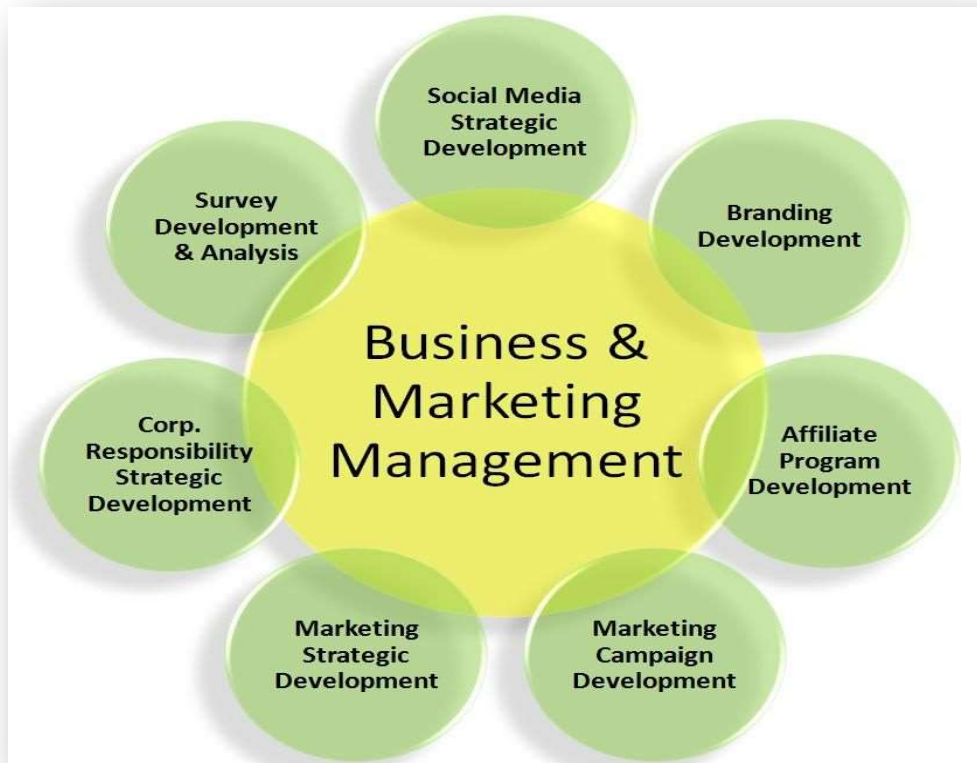 Social Media
Strategic
Development
Branding
Development
Affiliate
Program
Development
Marketing
Campaign
Development
Marketing
Strategic
Development
Corp.
Responsibility
Strategic
Development
Survey
Development
& Analysis
Business &
Marketing
Management